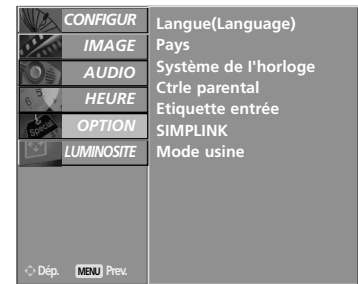 CONFIGUR
IMAGE
AUDIO
HEURE
OPTION
LUMINOSITE
Langue(Language)
Pays
Système de l'horloge
Ctrle parental
Etiquette entrée
SIMPLINK
Mode usine
Dép. MENU Prev.